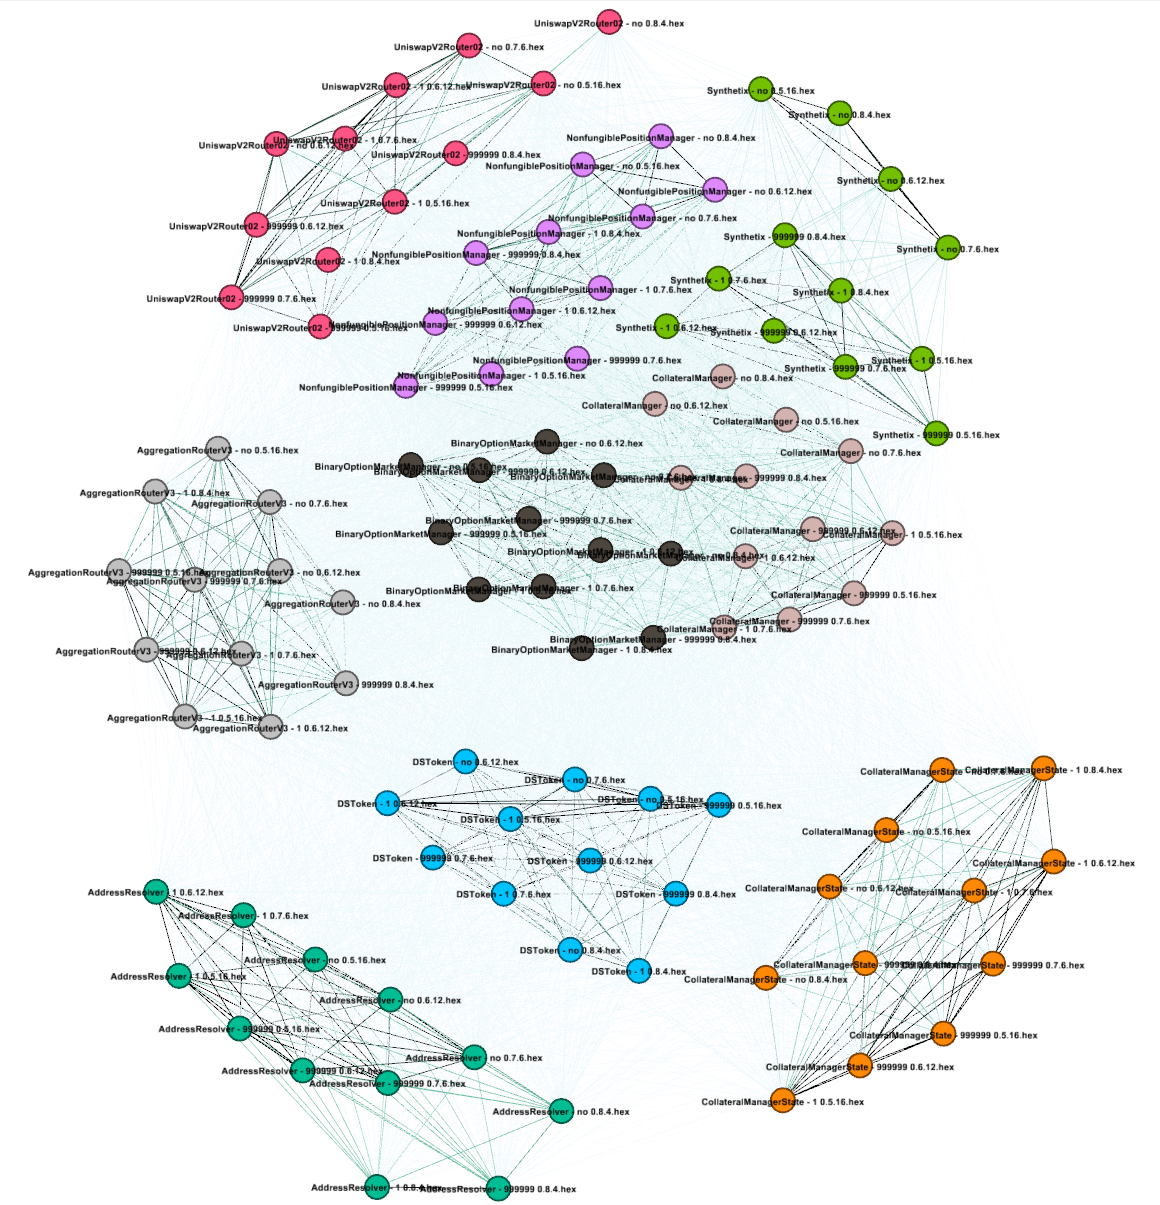 UniswapV2Router02 - no 0.8.4.hex
UniswapV2Router02 - no 0.7.6.hex
UniswapV2Router02 - 1 0.6.12.hex
UniswapV2Router02 - no 0.5.16.hex
UniswapV2Router02 - no 0.6.12.hex
UniswapV2Router02 - 1 0.7.6.hex
UniswapV2Router02 - 999999 0.8.4.hex
UniswapV2Router02 - 1 0.5.16.hex
UniswapV2Router02 - 999999 0.6.12.hex
UniswapV2Router02 - 1 0.8.4.hex
UniswapV2Router02 - 999999 0.7.6.hex
UniswapV2Router02 - 999999 0.5.16.hex
Synthetix - no 0.5.16.hex
Synthetix - no 0.8.4.hex
Synthetix - no 0.6.12.hex
Synthetix - 999999 0.8.4.hex
Synthetix - no 0.7.6.hex
Synthetix - 1 0.7.6.hex
Synthetix - 1 0.8.4.hex
Synthetix - 1 0.6.12.hex
Synthetix - 999999 0.6.12.hex
Synthetix - 1 0.5.16.hex
Synthetix - 999999 0.7.6.hex
Synthetix - 999999 0.5.16.hex
NonfungiblePositionManager - no 0.8.4.hex
NonfungiblePositionManager - no 0.5.16.hex
NonfungiblePositionManager - no 0.6.12.hex
NonfungiblePositionManager - no 0.7.6.hex
NonfungiblePositionManager - 1 0.8.4.hex
NonfungiblePositionManager - 999999 0.8.4.hex
NonfungiblePositionManager - 1 0.7.6.hex
NonfungiblePositionManager - 1 0.6.12.hex
NonfungiblePositionManager - 999999 0.6.12.hex
NonfungiblePositionManager - 999999 0.7.6.hex
NonfungiblePositionManager - 1 0.5.16.hex
NonfungiblePositionManager - 999999 0.5.16.hex
CollateralManager - no 0.8.4.hex
CollateralManager - no 0.6.12.hex
CollateralManager - no 0.5.16.hex
CollateralManager - no 0.7.6.hex
CollateralManager - 1 0.8.4.hex
CollateralManager - 999999 0.8.4.hex
CollateralManager - 999999 0.6.12.hex
CollateralManager - 1 0.5.16.hex
CollateralManager - 1 0.6.12.hex
CollateralManager - 999999 0.5.16.hex
CollateralManager - 999999 0.7.6.hex
CollateralManager - 1 0.7.6.hex
BinaryOptionMarketManager - no 0.6.12.hex
BinaryOptionMarketManager - no 0.5.16.hex
BinaryOptionMarketManager - 999999 0.6.12.hex
BinaryOptionMarketManager - no 0.7.6.hex
BinaryOptionMarketManager - 999999 0.7.6.hex
BinaryOptionMarketManager - 999999 0.5.16.hex
BinaryOptionMarketManager - 1 0.6.12.hex
BinaryOptionMarketManager - no 0.8.4.hex
BinaryOptionMarketManager - 1 0.7.6.hex
BinaryOptionMarketManager - 1 0.5.16.hex
BinaryOptionMarketManager - 999999 0.8.4.hex
BinaryOptionMarketManager - 1 0.8.4.hex
AggregationRouterV3 - no 0.5.16.hex
AggregationRouterV3 - 1 0.8.4.hex
AggregationRouterV3 - no 0.7.6.hex
AggregationRouterV3 - 999999 0.5.16.hex
AggregationRouterV3 - no 0.6.12.hex
AggregationRouterV3 - 999999 0.7.6.hex
AggregationRouterV3 - no 0.8.4.hex
AggregationRouterV3 - 999999 0.6.12.hex
AggregationRouterV3 - 1 0.7.6.hex
AggregationRouterV3 - 999999 0.8.4.hex
AggregationRouterV3 - 1 0.5.16.hex
AggregationRouterV3 - 1 0.6.12.hex
DSToken - no 0.6.12.hex
DSToken - no 0.7.6.hex
DSToken - 1 0.6.12.hex
DSToken - no 0.5.16.hex
DSToken - 999999 0.5.16.hex
DSToken - 1 0.5.16.hex
DSToken - 999999 0.7.6.hex
DSToken - 999999 0.6.12.hex
DSToken - 1 0.7.6.hex
DSToken - 999999 0.8.4.hex
DSToken - no 0.8.4.hex
DSToken - 1 0.8.4.hex
CollateralManagerState - no 0.7.6.hex
CollateralManagerState - 1 0.8.4.hex
CollateralManagerState - no 0.5.16.hex
CollateralManagerState - 1 0.6.12.hex
CollateralManagerState - no 0.6.12.hex
CollateralManagerState - 1 0.7.6.hex
CollateralManagerState - 999999 0.8.4.hex
CollateralManagerState - 999999 0.7.6.hex
CollateralManagerState - no 0.8.4.hex
CollateralManagerState - 999999 0.5.16.hex
CollateralManagerState - 999999 0.6.12.hex
CollateralManagerState - 1 0.5.16.hex
AddressResolver - 1 0.6.12.hex
AddressResolver - 1 0.7.6.hex
AddressResolver - no 0.5.16.hex
AddressResolver - 1 0.5.16.hex
AddressResolver - no 0.6.12.hex
AddressResolver - 999999 0.5.16.hex
AddressResolver - no 0.7.6.hex
AddressResolver - 999999 0.6.12.hex
AddressResolver - 999999 0.7.6.hex
AddressResolver - no 0.8.4.hex
AddressResolver - 1 0.8.4.hex
AddressResolver - 999999 0.8.4.hex